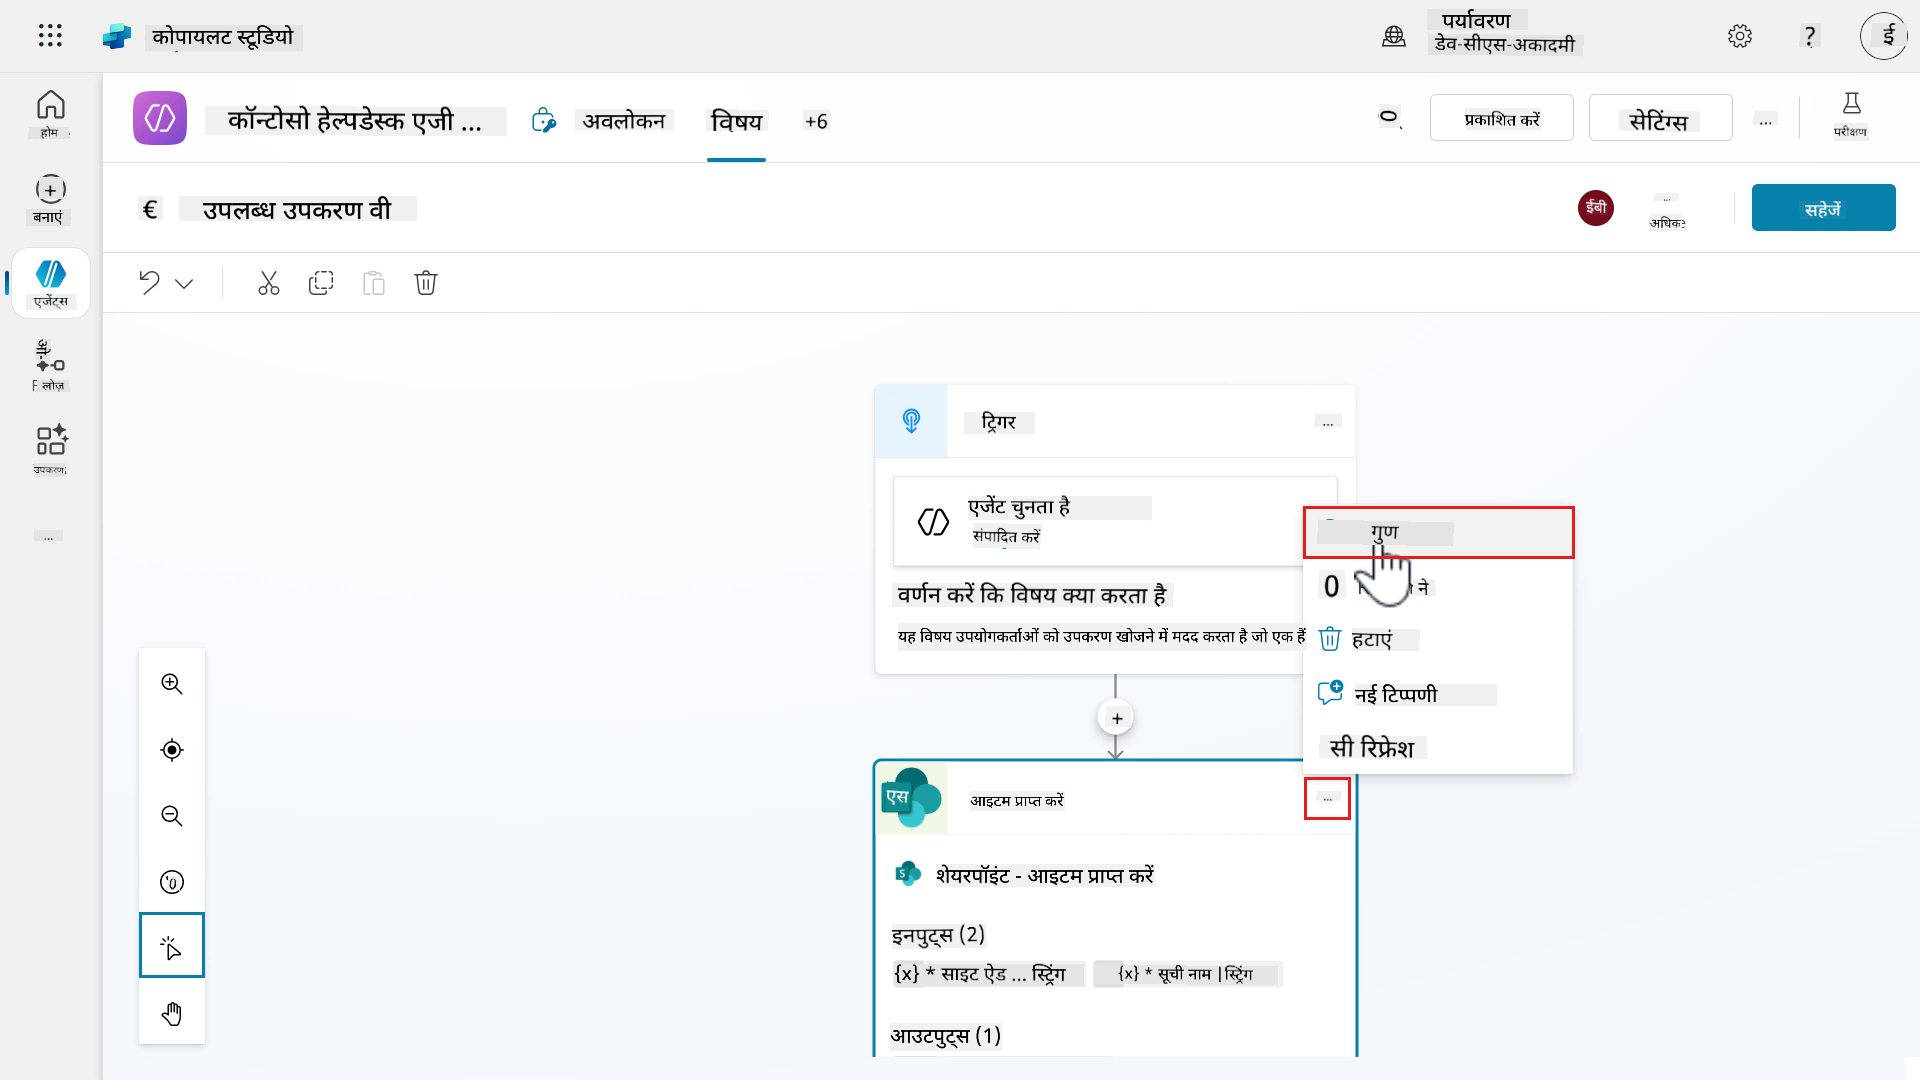 कोपायलट स्टूडियो
पर्यावरण
डेव-सीएस-अकादमी
?
ई
होम
बनाएं
एजेंट्स
लोज़
उपकरण
...
कॉन्टोसो हेल्पडेस्क एजी ...
अवलोकन
विषय
+6
प्रकाशित करें
सेटिंग्स
...
परीक्षण
€
उपलब्ध उपकरण वी
ईबी
...
अधिक
सहेजें
ट्रिगर
...
एजेंट चुनता है
संपादित करें
वर्णन करें कि विषय क्या करता है
यह विषय उपयोगकर्ताओं को उपकरण खोजने में मदद करता है जो एक हैं
गुण
0
ने
हटाएं
नई टिप्पणी
सी रिफ्रेश
एस
आइटम प्राप्त करें
...
शेयरपॉइंट - आइटम प्राप्त करें
इनपुट्स (2)
{x} * साइट ऐड ... स्ट्रिंग
{x} * सूची नाम |स्ट्रिंग
आउटपुट्स (1)